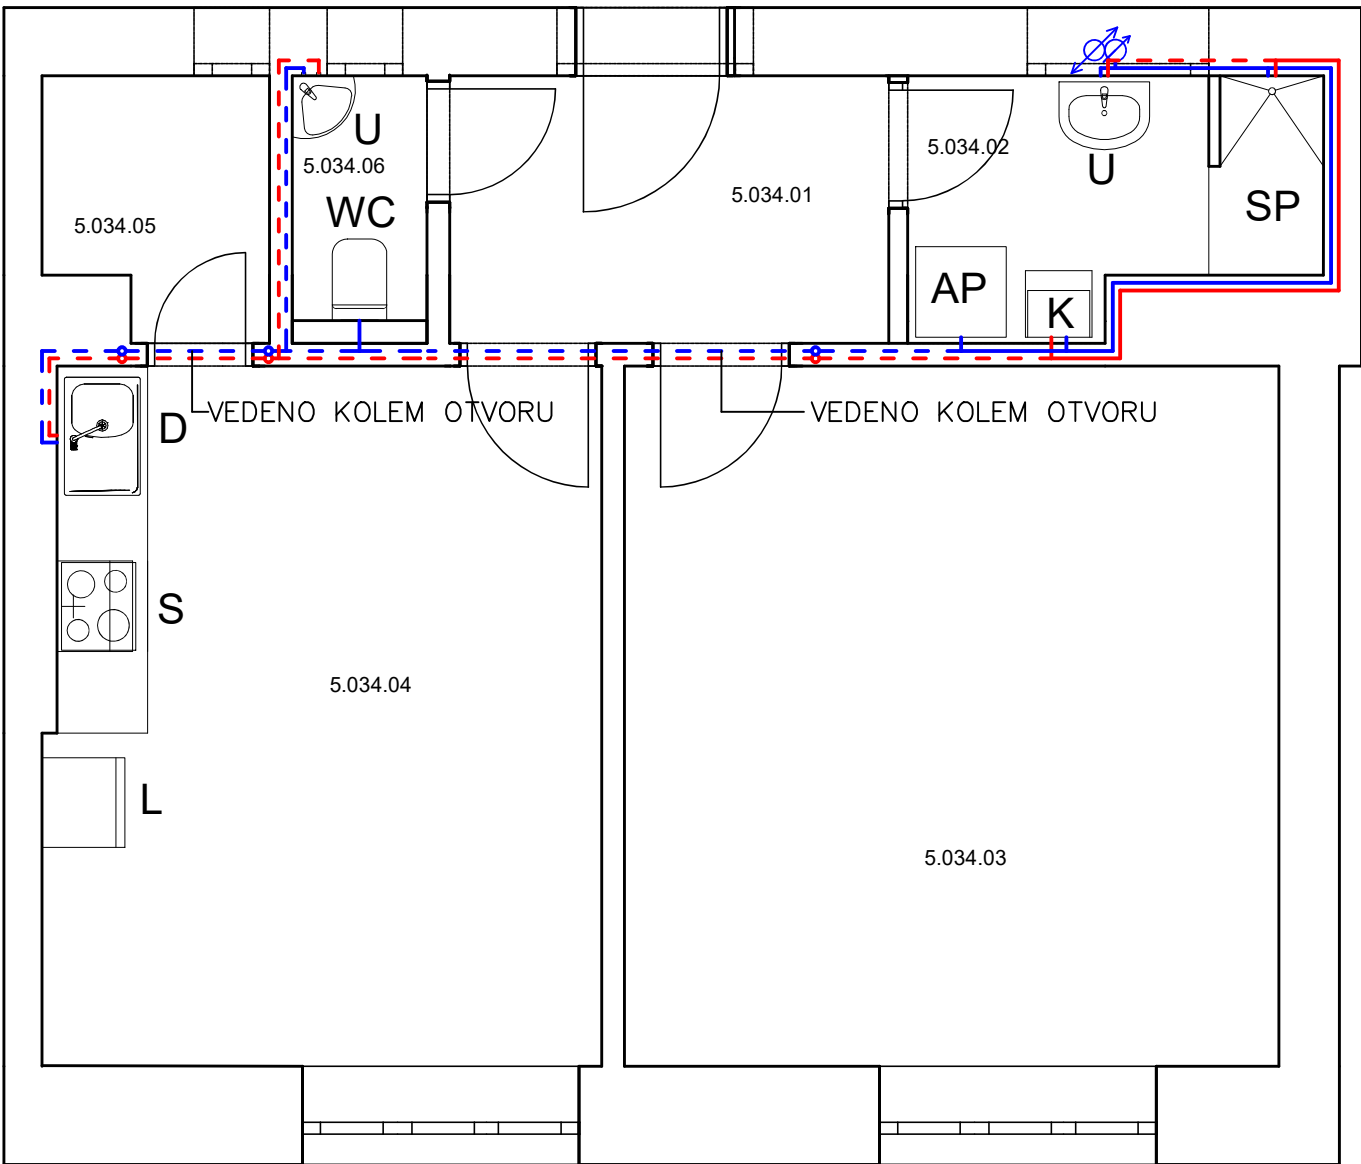 U
5.034.06
5.034.02
U
5.034.01
WC
SP
5.034.05
AP
K
VEDENO KOLEM OTVORU
VEDENO KOLEM OTVORU
D
S
5.034.04
L
5.034.03